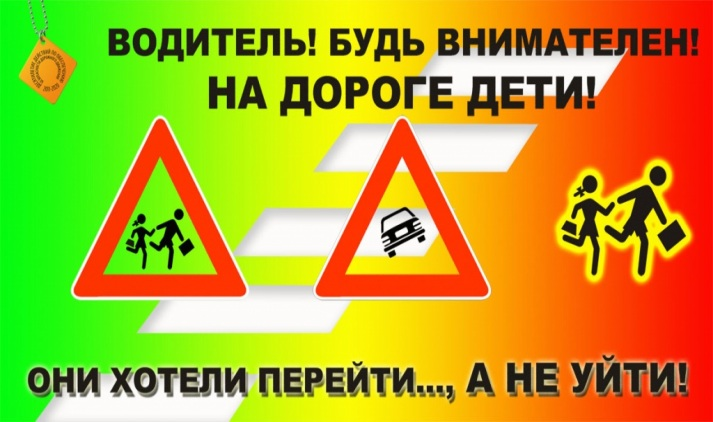 ВОДИТЕЛЬ! БУДЬ ВНИМАТЕЛЕН!
НА ДОРОГЕ ДЕТИ!
ОНИ ХОТЕЛИ ПЕРЕЙТИ..., А НЕ УЙТИ!